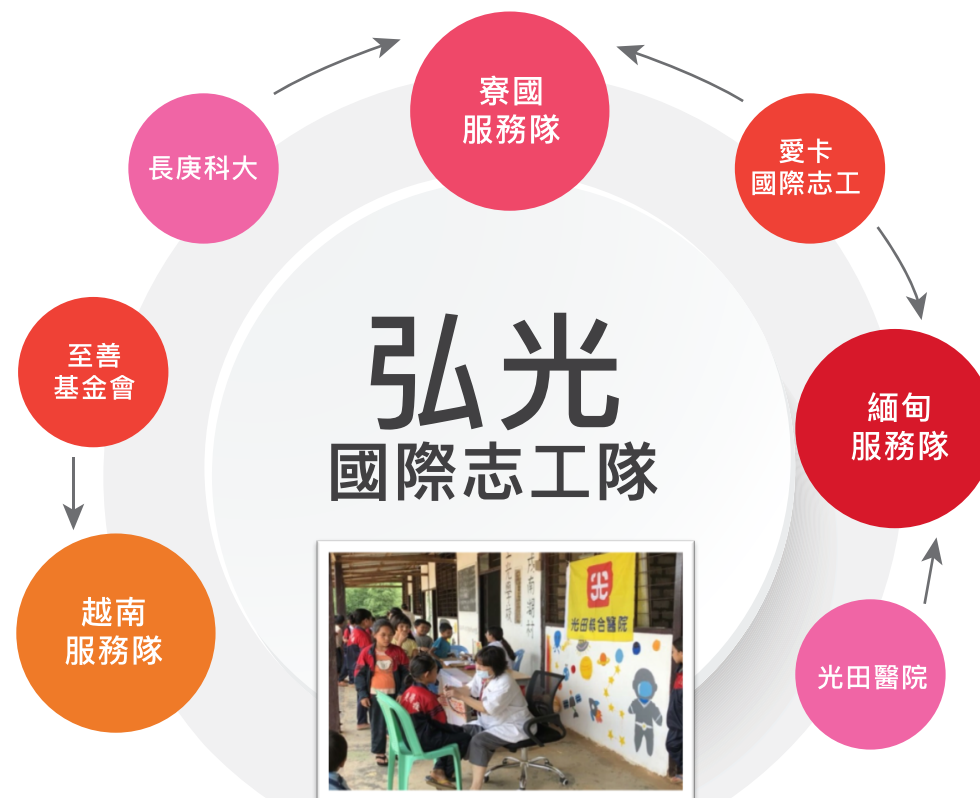 寮國
服務隊
長庚科大
愛卡
國際志工
至善
基金會
弘光
國際志工隊
緬甸
服務隊
越南
服務隊
光田醫院
光
光田綜合醫院